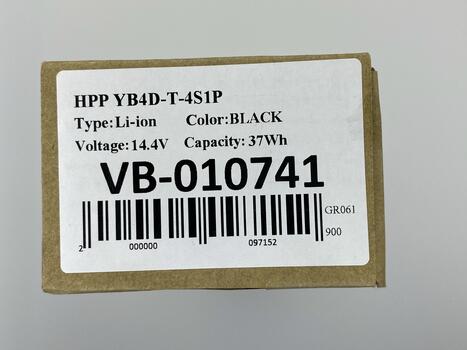 HPP YB4D-T-4S1P
Type:Li-ion Color:BLACK
Voltage:14.4V Capacity:37Wh
VB-010741
GR061
900
2 000000 097152